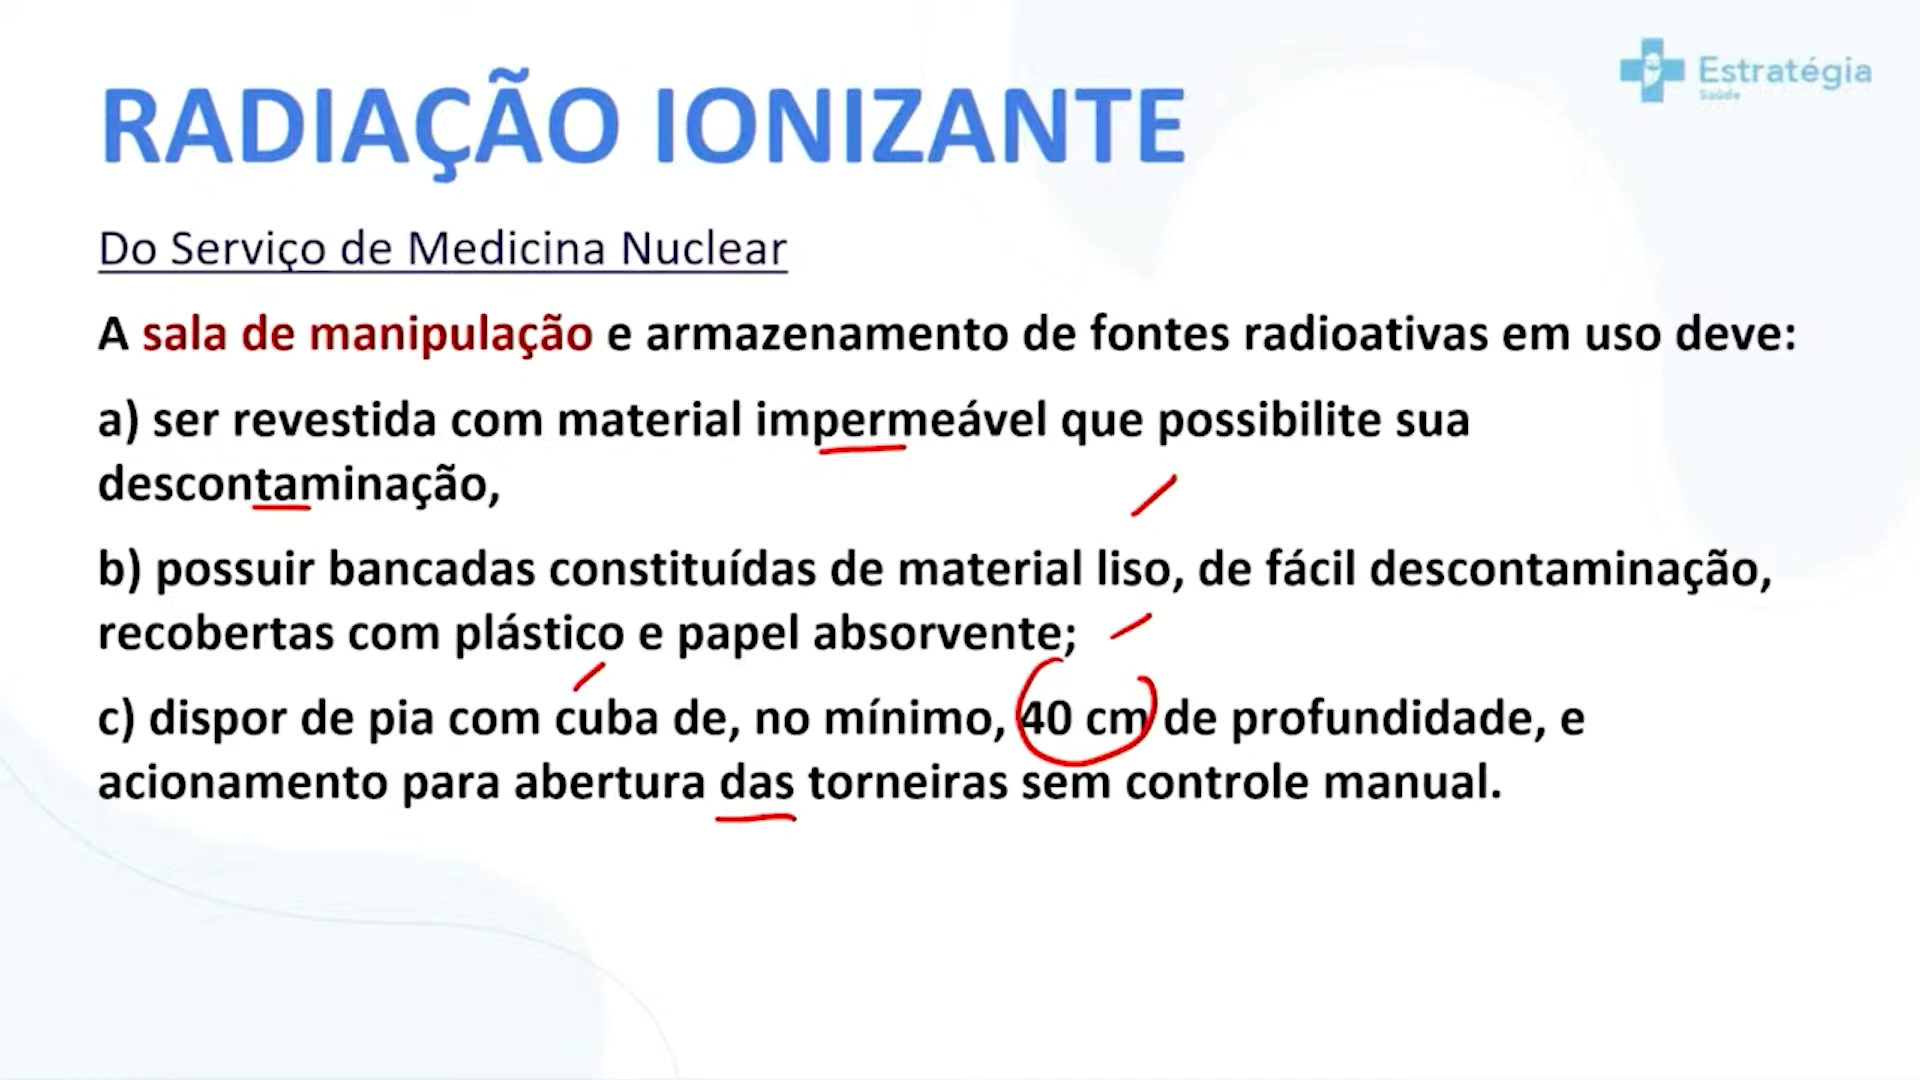 Estratégia
Saúde
RADIAÇÃO IONIZANTE
Do Serviço de Medicina Nuclear
A sala de manipulação e armazenamento de fontes radioativas em uso deve:
a) ser revestida com material impermeável que possibilite sua
descontaminação,
b) possuir bancadas constituídas de material liso, de fácil descontaminação,
recobertas com plástico e papel absorvente;
c) dispor de pia com cuba de, no mínimo, 40 cm de profundidade, e
acionamento para abertura das torneiras sem controle manual.